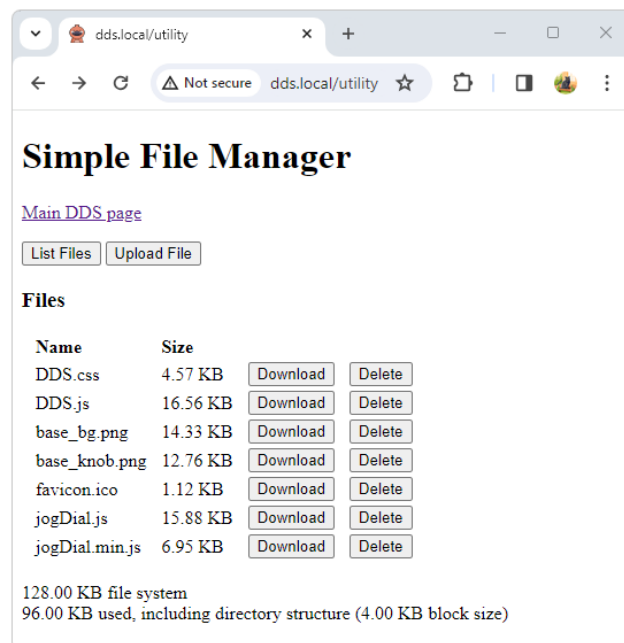 dds.local/utility
Not secure dds.local/utility
Simple File Manager
Main DDS page
List Files Upload File
Files
Name Size
DDS.css 4.57 KB Download Delete
DDS.js 16.56 KB Download Delete
base_bg.png 14.33 KB Download Delete
base_knob.png 12.76 KB Download Delete
favicon.ico 1.12 KB Download Delete
jogDial.js 15.88 KB Download Delete
jogDial.min.js 6.95 KB Download Delete
128.00 KB file system
96.00 KB used, including directory structure (4.00 KB block size)